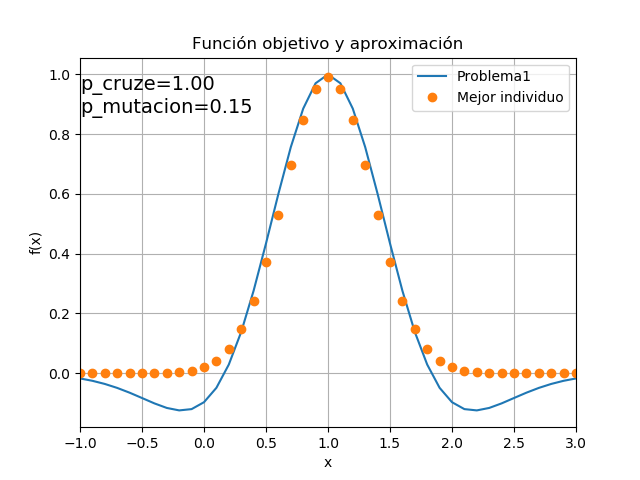 Función objetivo y aproximación
p_cruze=1.00
p_mutacion=0.15
Problema1
Mejor individuo
f(x)
1.0
0.8
0.6
0.4
0.2
0.0
−1.0 −0.5 0.0 0.5 1.0 1.5 2.0 2.5 3.0
x